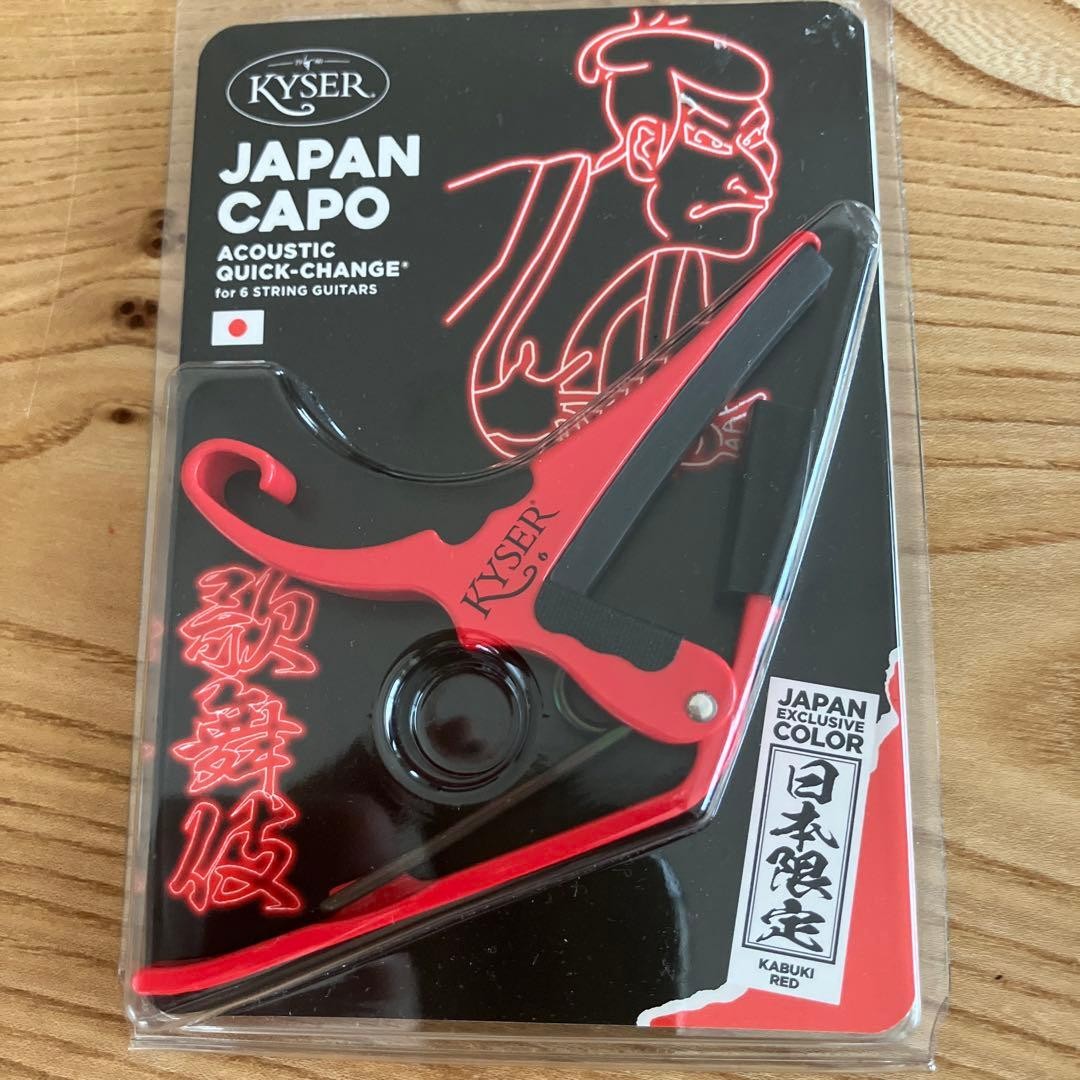 KYSER®
JAPAN
CAPO
ACOUSTIC
QUICK-CHANGE®
for 6 STRING GUITARS
KYSER®
6
歌舞伎
JAPAN
EXCLUSIVE
COLOR
日本限定
KABUKI
RED